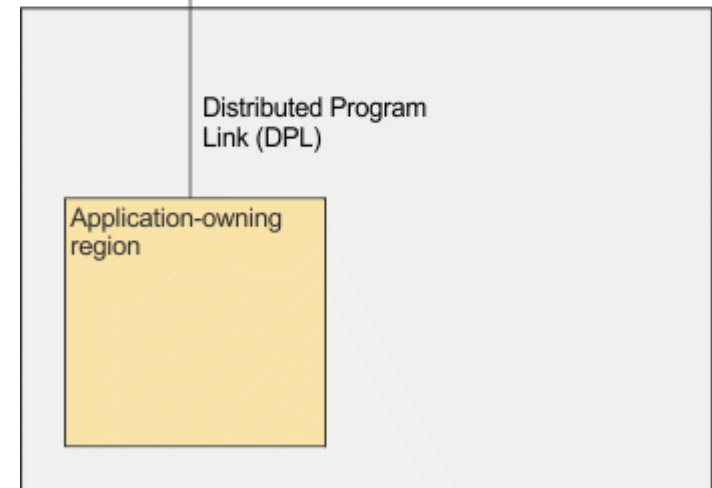 Distributed Program
Link (DPL)
Application-owning
region